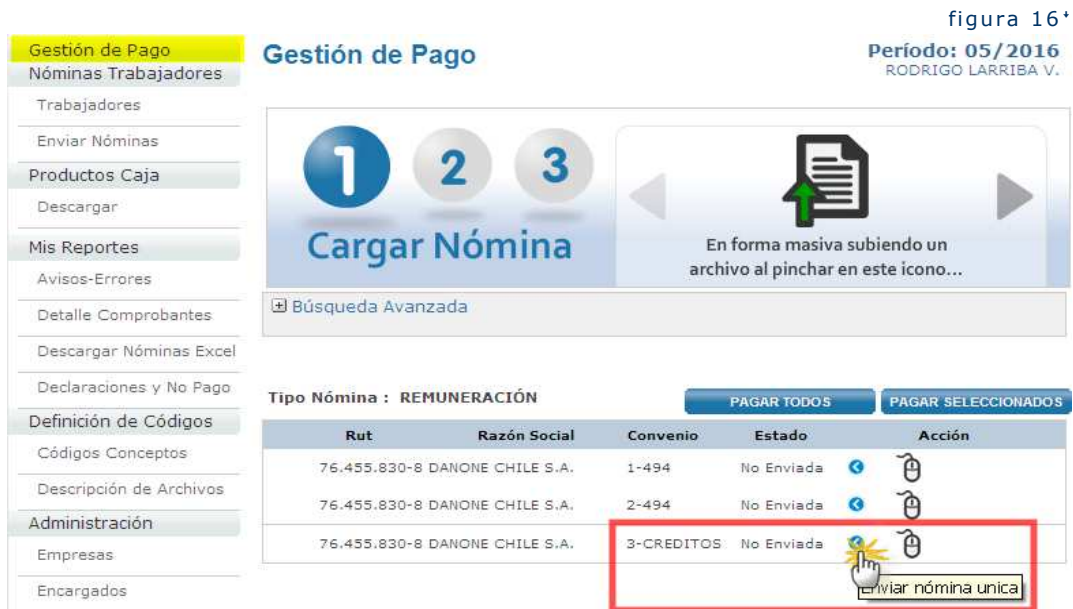 figura 16
Gestión de Pago
Nóminas Trabajadores
Trabajadores
Enviar Nóminas
Productos Caja
Descargar
Mis Reportes
Avisos-Errores
Detalle Comprobantes
Descargar Nóminas Excel
Declaraciones y No Pago
Definición de Códigos
Códigos Conceptos
Descripción de Archivos
Administración
Empresas
Encargados
Gestión de Pago
Período: 05/2016
RODRIGO LARRIBA V.
1 2 3
Cargar Nómina
En forma masiva subiendo un
archivo al pinchar en este icono...
Búsqueda Avanzada
Tipo Nómina : REMUNERACIÓN
PAGAR TODOS PAGAR SELECCIONADOS
Rut Razón Social Convenio Estado Acción
76.455.830-8 DANONE CHILE S.A. 1-494 No Enviada
76.455.830-8 DANONE CHILE S.A. 2-494 No Enviada
76.455.830-8 DANONE CHILE S.A. 3-CREDITOS No Enviada
Enviar nómina unica